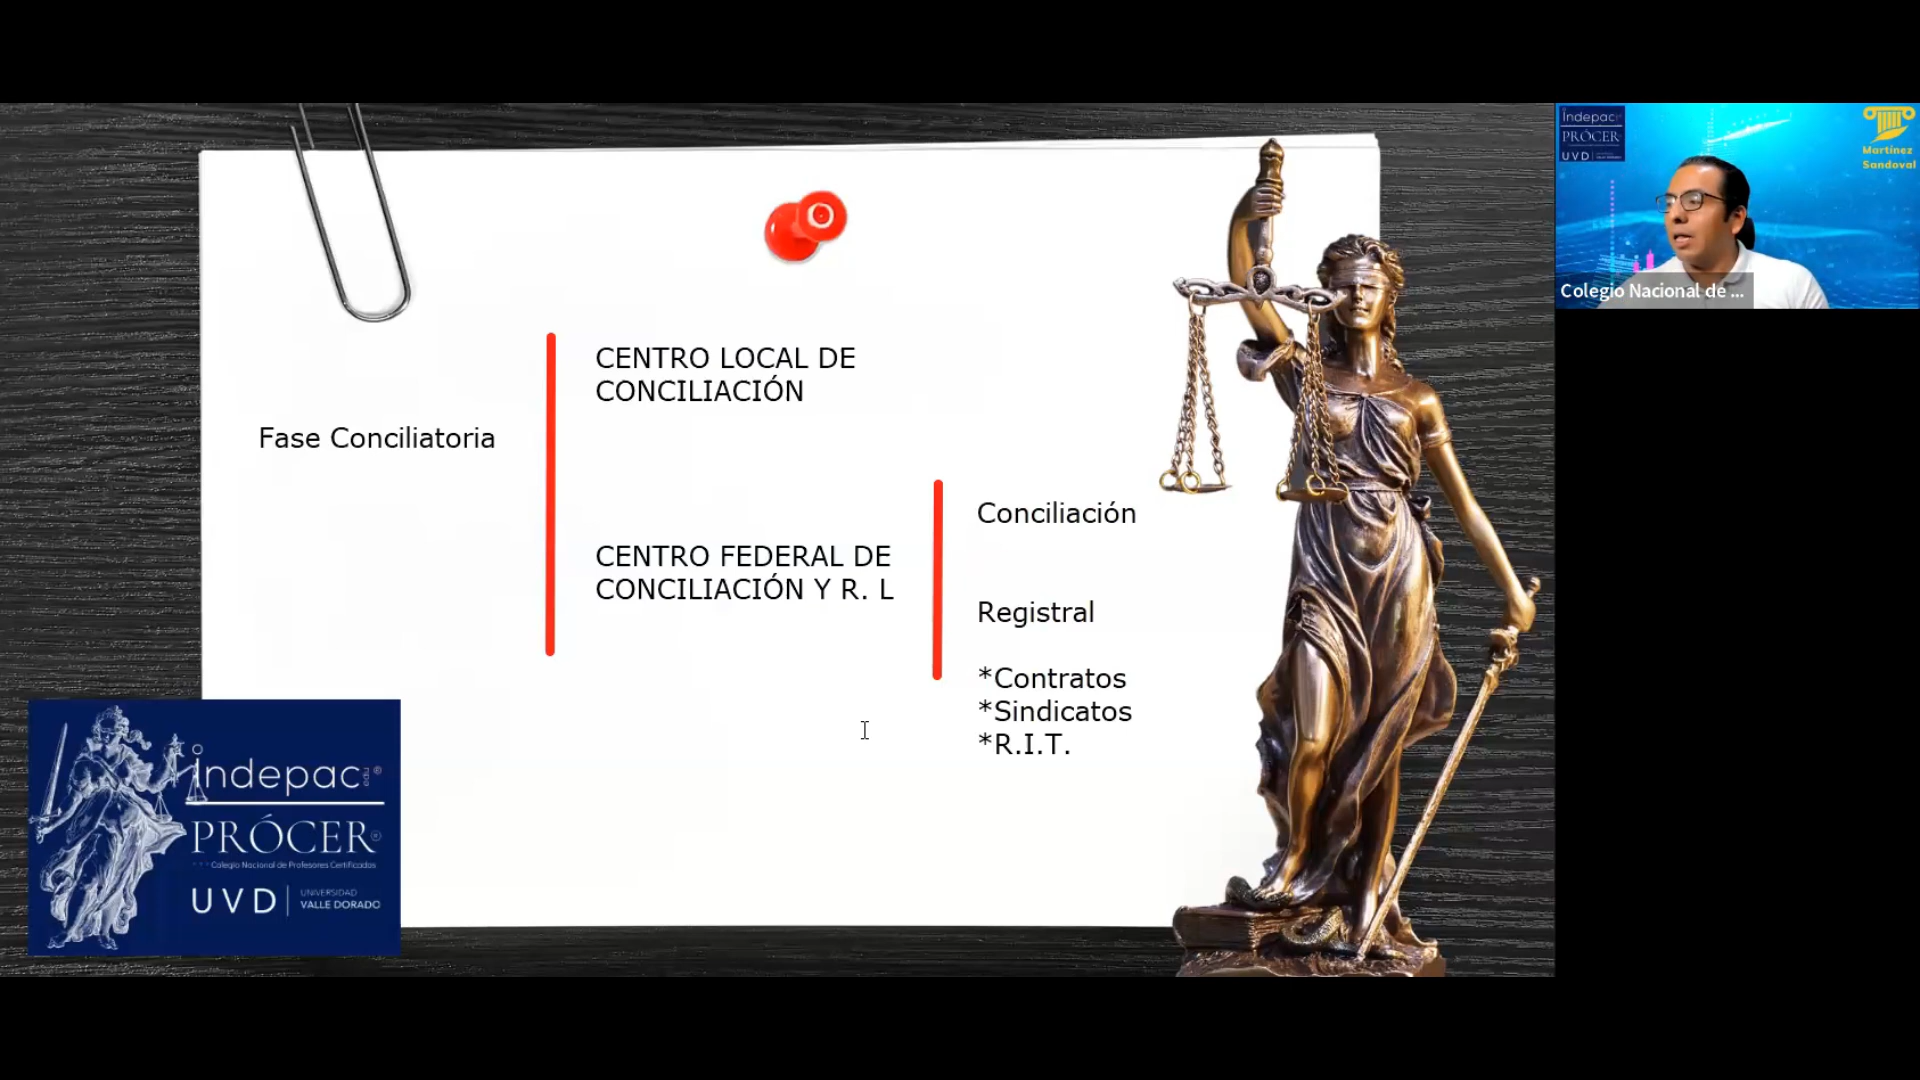 Fase Conciliatoria
CENTRO LOCAL DE
CONCILIACIÓN
CENTRO FEDERAL DE
CONCILIACIÓN Y R. L
Conciliación
Registral
*Contratos
*Sindicatos
*R.I.T.
indepac
PRÓCER
Colegio Nacional de Profesores Certificados
UVD
UNIVERSIDAD
VALLE DORADO
indepac
PRÓCER
UVD
Martínez
Sandoval
Colegio Nacional de ...